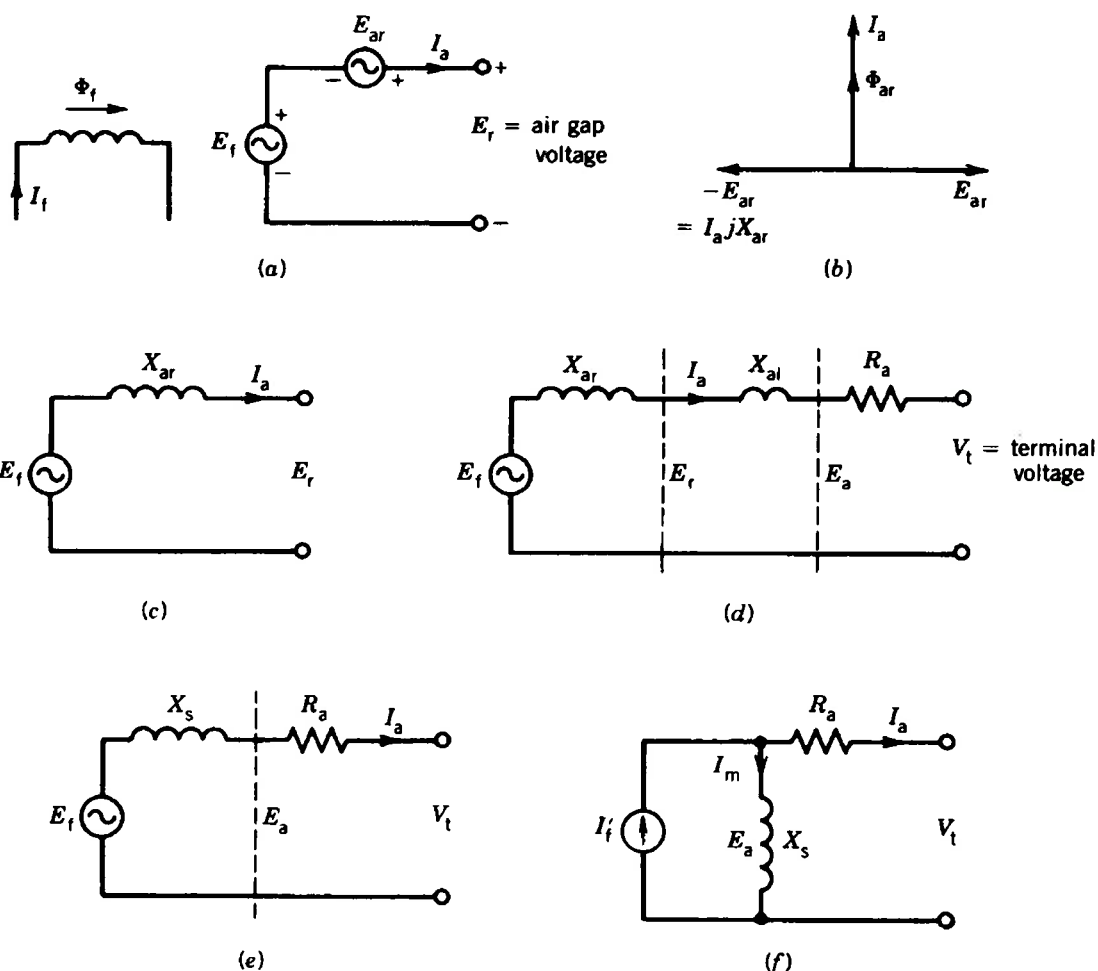 Φf
If
Ef
+
−
Ear
−
+
Ia
+
Er = air gap
voltage
−
(a)
Ia
Φar
−Ear
= IajXar
Ear
(b)
Xar
Ia
Ef
Er
(c)
Xar
Ia
Xal
Ra
Ef
Er
Ea
Vt = terminal
voltage
(d)
Xs
Ra
Ia
Ef
Ea
Vt
(e)
Ra
Ia
Im
I′f
Ea
Xs
Vt
(f)